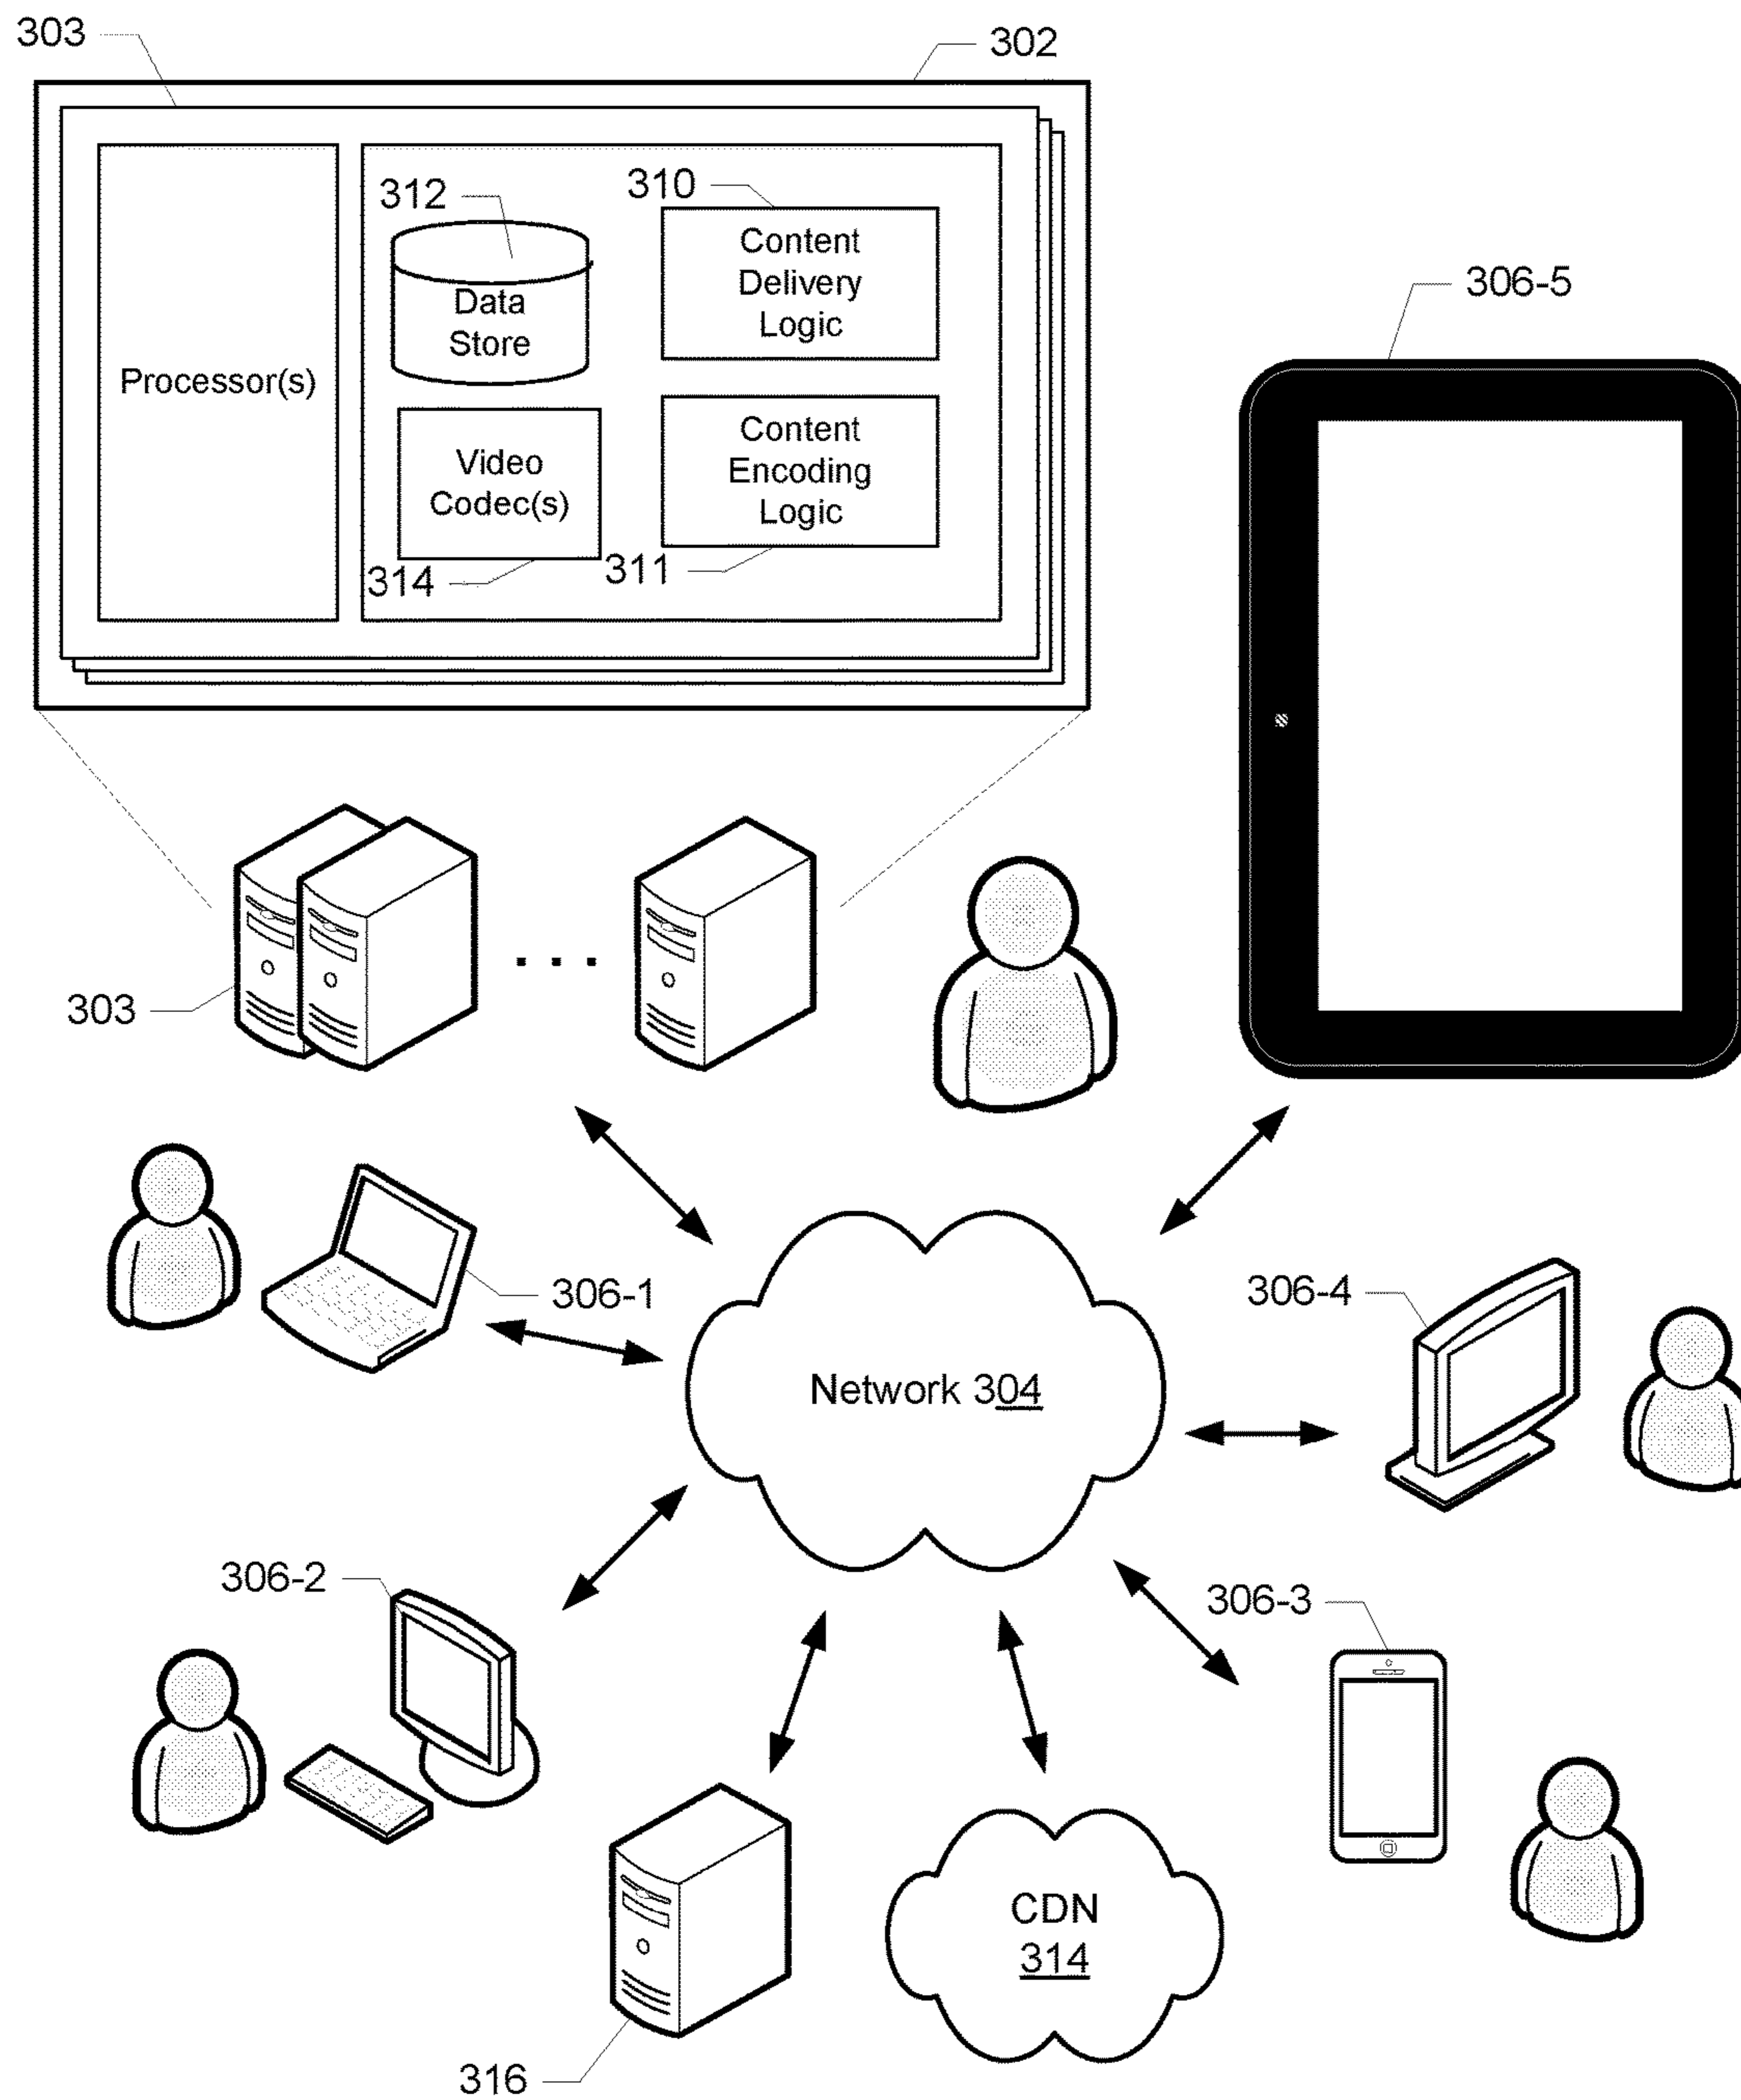 303
302
312
310
Content
Delivery
Logic
Data
Store
Processor(s)
Content
Encoding
Logic
Video
Codec(s)
314
311
306-5
303
306-1
306-4
Network 304
306-2
306-3
CDN
314
316